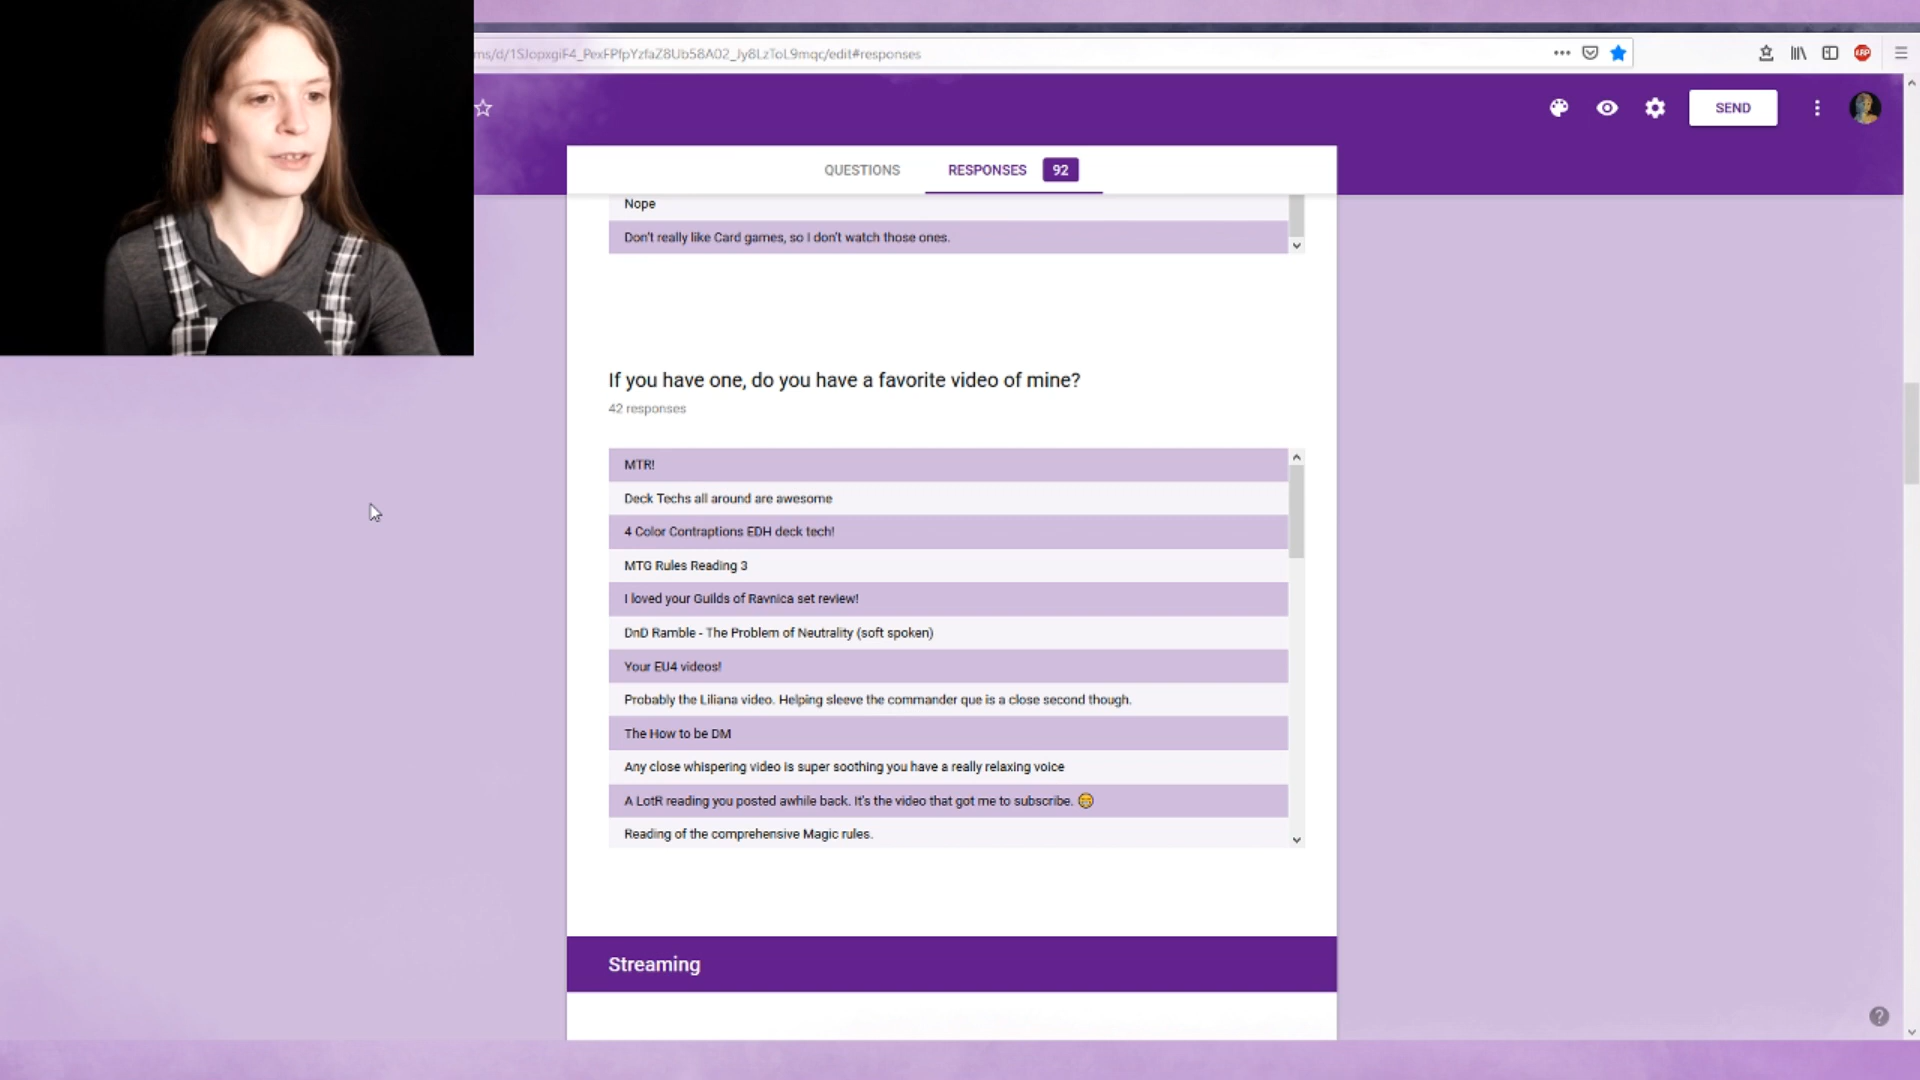 ms/d/1SJopxgiF4_PexFPfpYzfaZ8Ub58A02_Jy8LzToL9mqc/edit#responses
SEND
QUESTIONS
RESPONSES 92
Nope
Don't really like Card games, so I don't watch those ones.
If you have one, do you have a favorite video of mine?
42 responses
MTR!
Deck Techs all around are awesome
4 Color Contraptions EDH deck tech!
MTG Rules Reading 3
I loved your Guilds of Ravnica set review!
DnD Ramble - The Problem of Neutrality (soft spoken)
Your EU4 videos!
Probably the Liliana video. Helping sleeve the commander que is a close second though.
The How to be DM
Any close whispering video is super soothing you have a really relaxing voice
A LotR reading you posted awhile back. It's the video that got me to subscribe. 😁
Reading of the comprehensive Magic rules.
Streaming